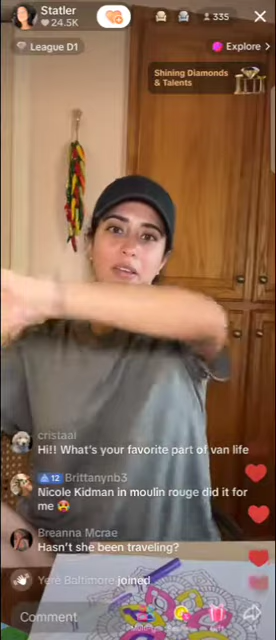 Statler
24.5K
335
League D1
Explore
Shining Diamonds
& Talents
cristaal
Hi!! What's your favorite part of van life
12 Brittanynb3
Nicole Kidman in moulin rouge did it for
me
Breanna Mcrae
Hasn't she been traveling?
Yere Baltimore joined
Comment